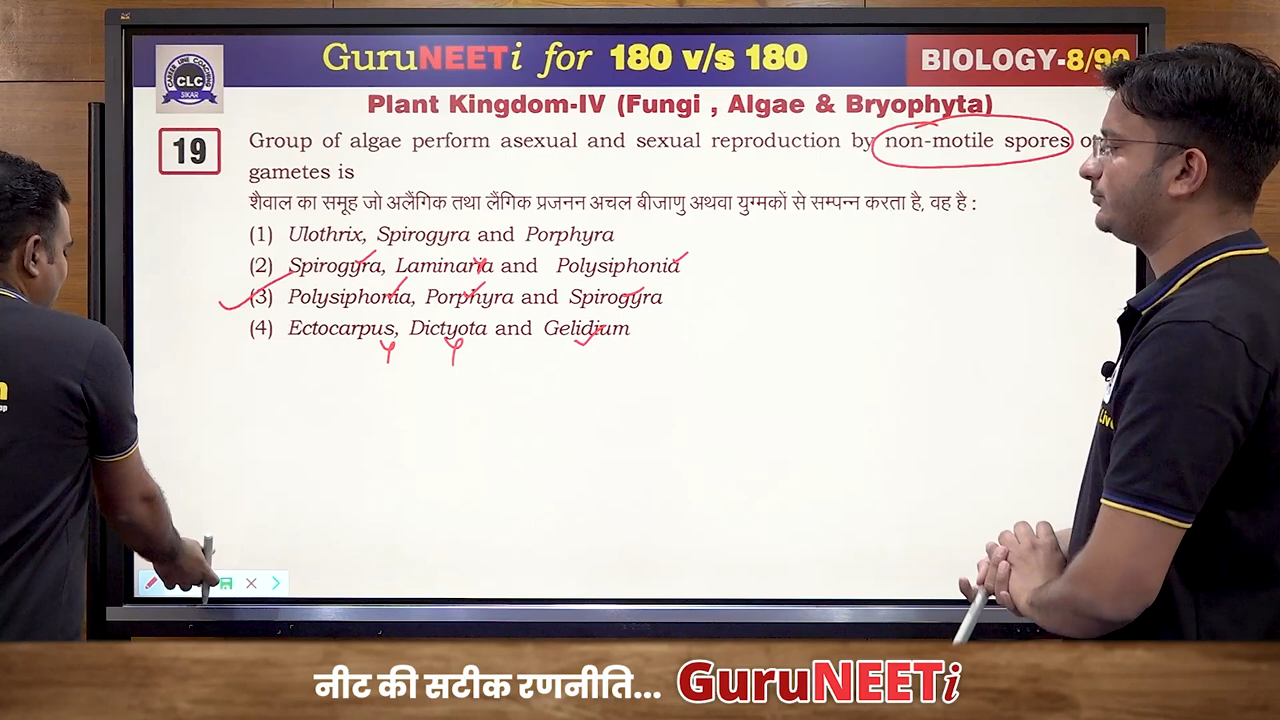 GuruNEETi for 180 v/s 180
BIOLOGY-8/90
CLC
SIKAR
Plant Kingdom-IV (Fungi , Algae & Bryophyta)
19
Group of algae perform asexual and sexual reproduction by non-motile spores
gametes is
शैवाल का समूह जो अलैंगिक तथा लैंगिक प्रजनन अचल बीजाणु अथवा युग्मकों से सम्पन्न करता है, वह है :
(1) Ulothrix, Spirogyra and Porphyra
(2) Spirogyra, Laminaria and Polysiphonia
(3) Polysiphonia, Porphyra and Spirogyra
(4) Ectocarpus, Dictyota and Gelidium
नीट की सटीक रणनीति... GuruNEETi